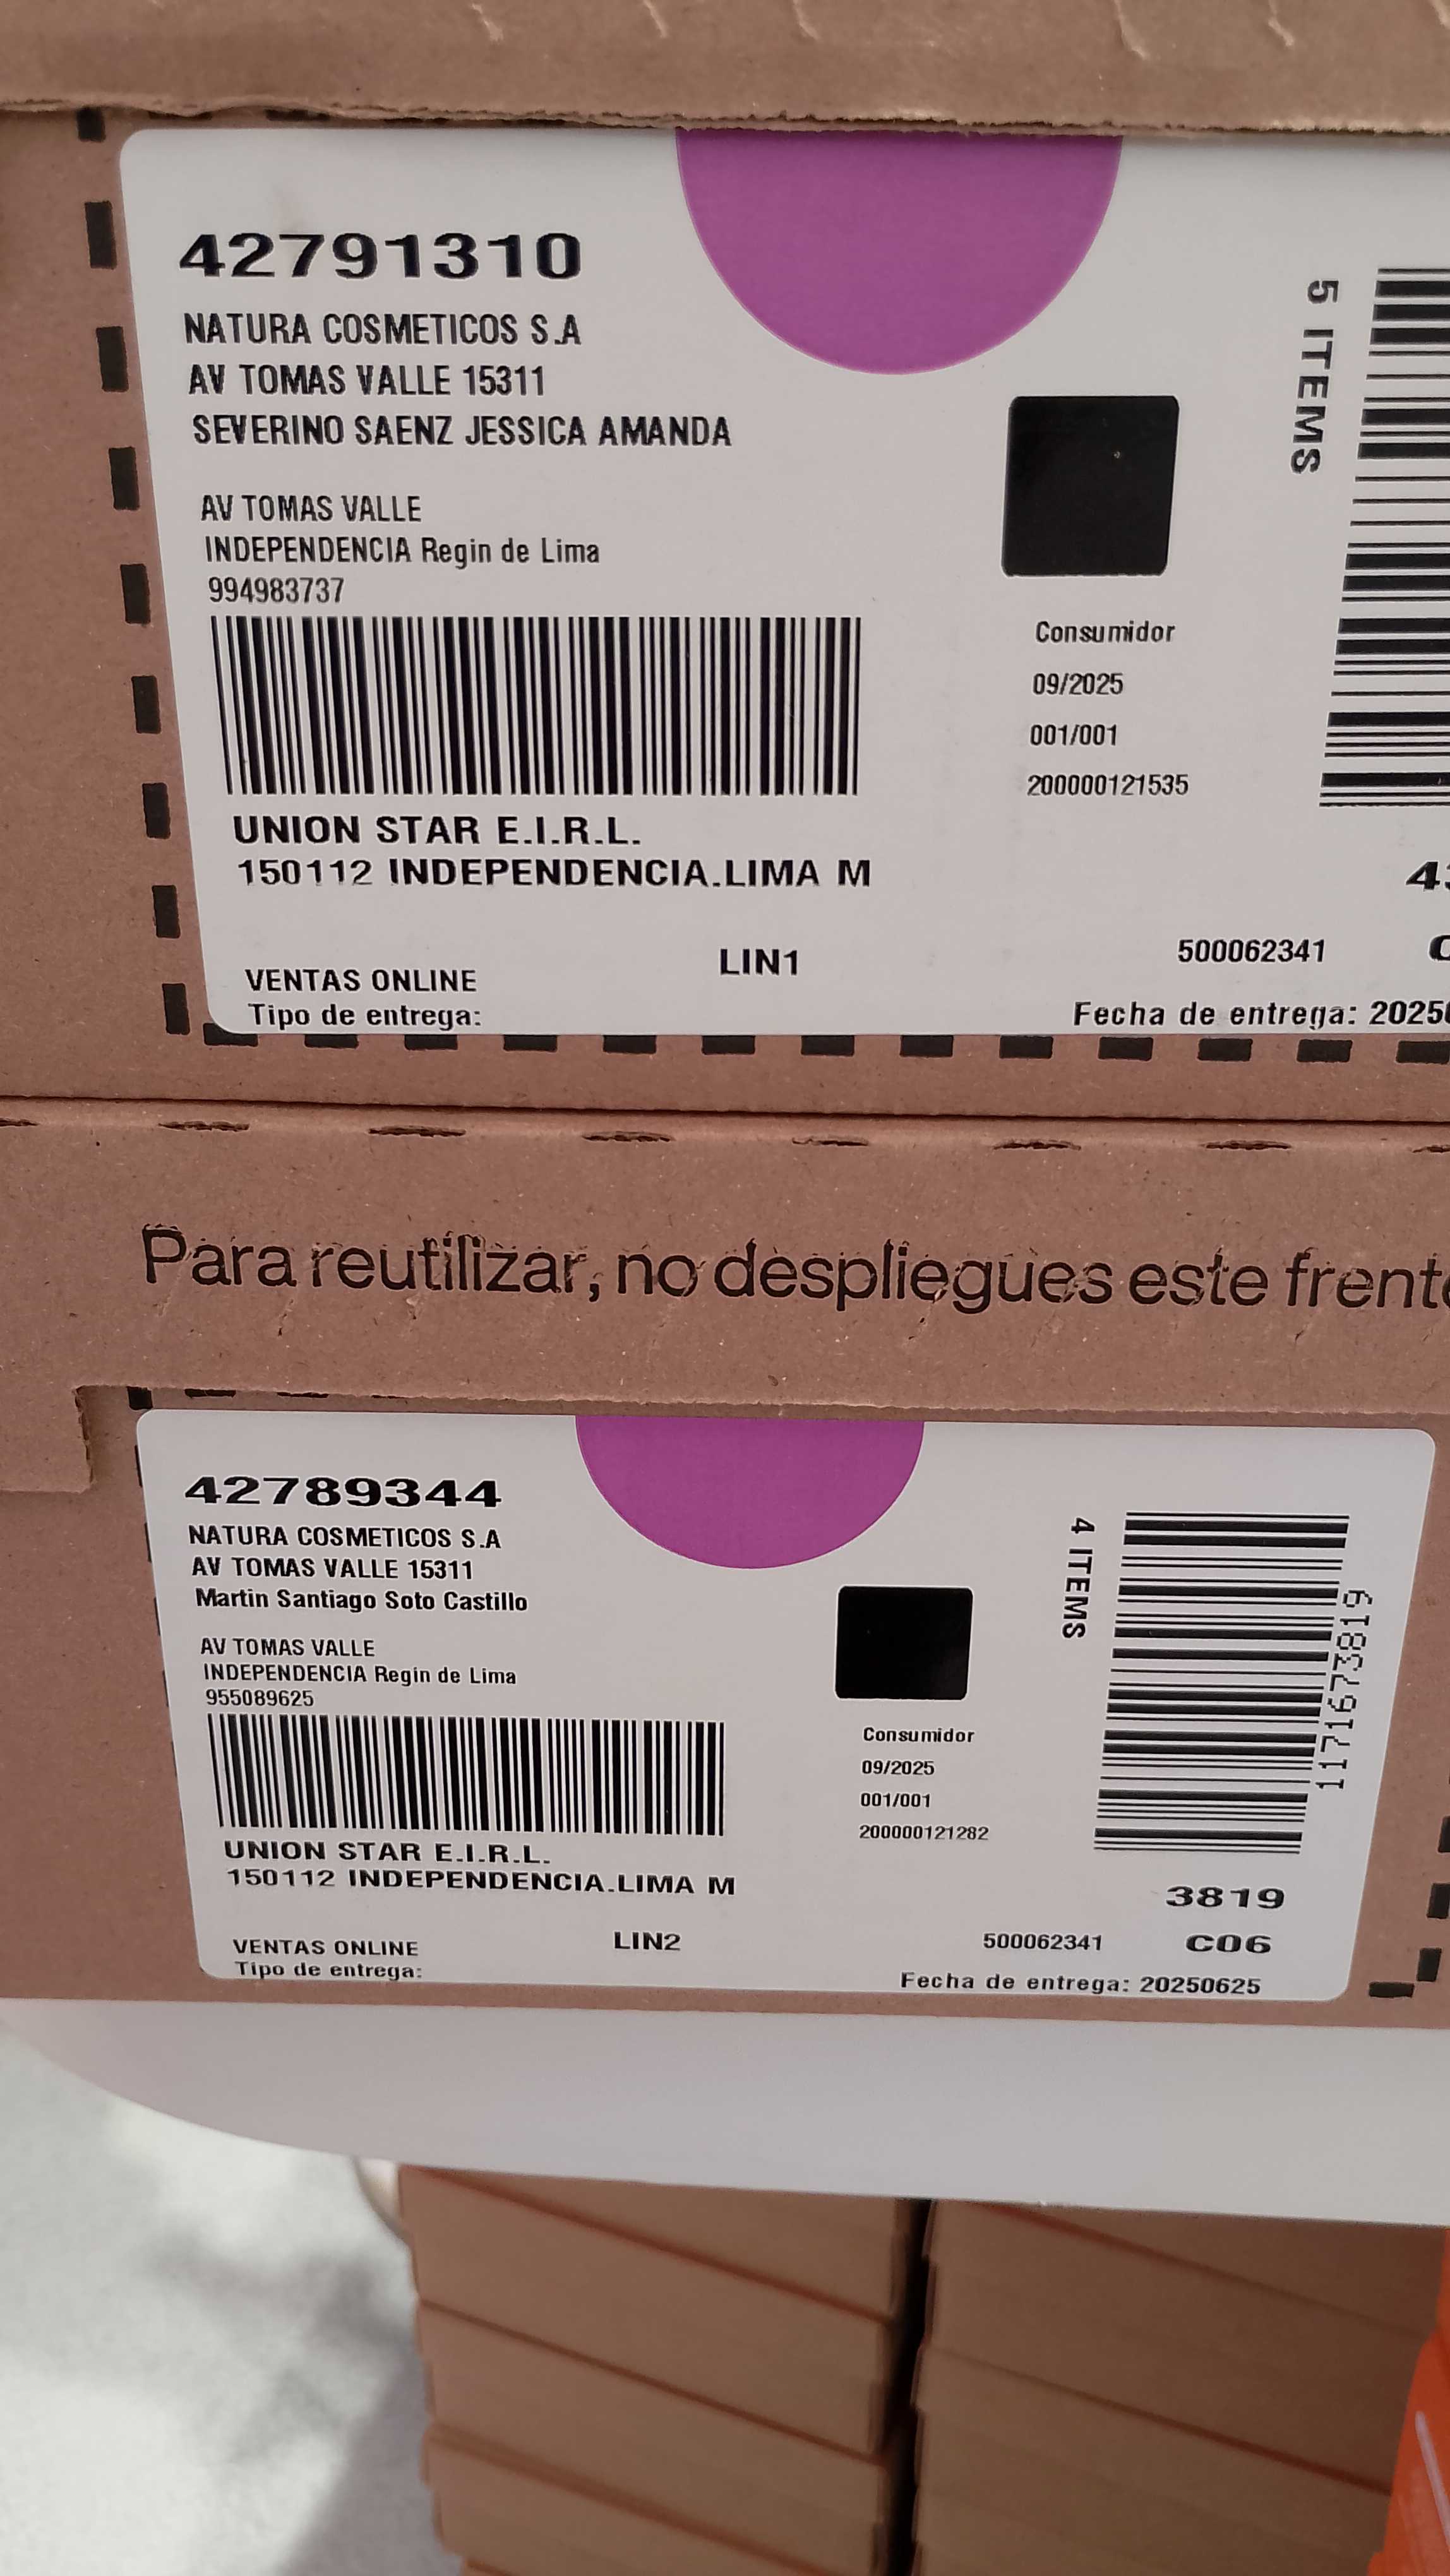 42791310
NATURA COSMETICOS S.A
AV TOMAS VALLE 15311
SEVERINO SAENZ JESSICA AMANDA
AV TOMAS VALLE
INDEPENDENCIA Regin de Lima
994983737
5 ITEMS
Consumidor
09/2025
001/001
200000121535
UNION STAR E.I.R.L.
150112 INDEPENDENCIA.LIMA M
LIN1
500062341
VENTAS ONLINE
Tipo de entrega:
Fecha de entrega:
Para reutilizar, no despliegues este
42789344
NATURA COSMETICOS S.A
AV TOMAS VALLE 15311
Martin Santiago Soto Castillo
AV TOMAS VALLE
INDEPENDENCIA Regin de Lima
955089625
4 ITEMS
1171673819
Consumidor
09/2025
001/001
200000121282
UNION STAR E.I.R.L.
150112 INDEPENDENCIA.LIMA M
3819
LIN2
500062341
C06
VENTAS ONLINE
Tipo de entrega:
Fecha de entrega: 20250625